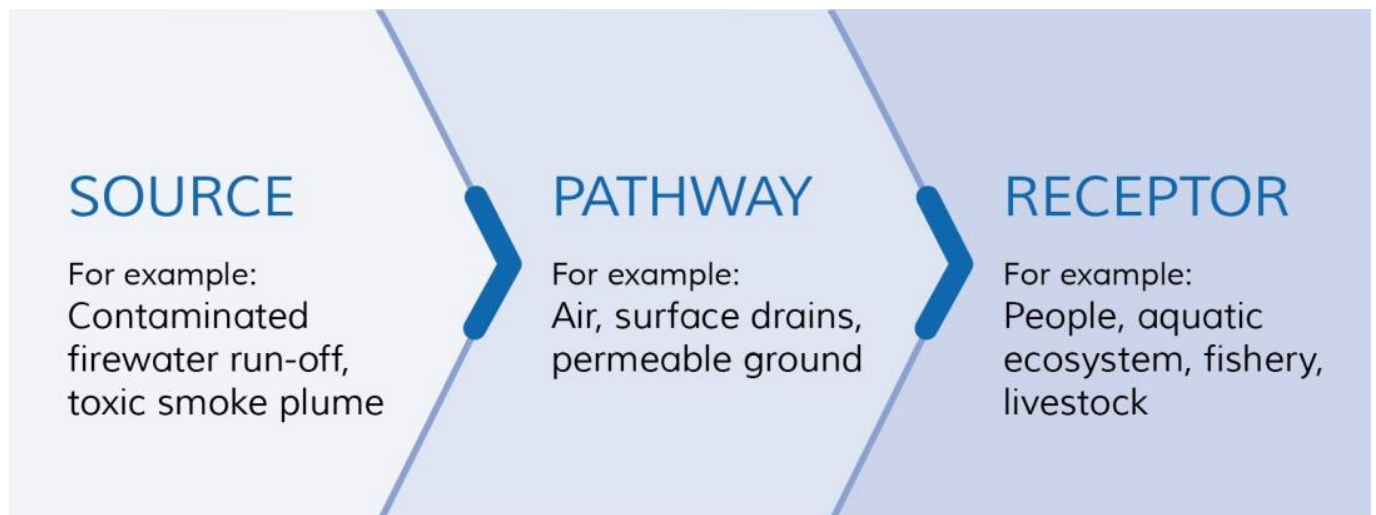 SOURCE
For example:
Contaminated
firewater run-off,
toxic smoke plume
PATHWAY
For example:
Air, surface drains,
permeable ground
RECEPTOR
For example:
People, aquatic
ecosystem, fishery,
livestock